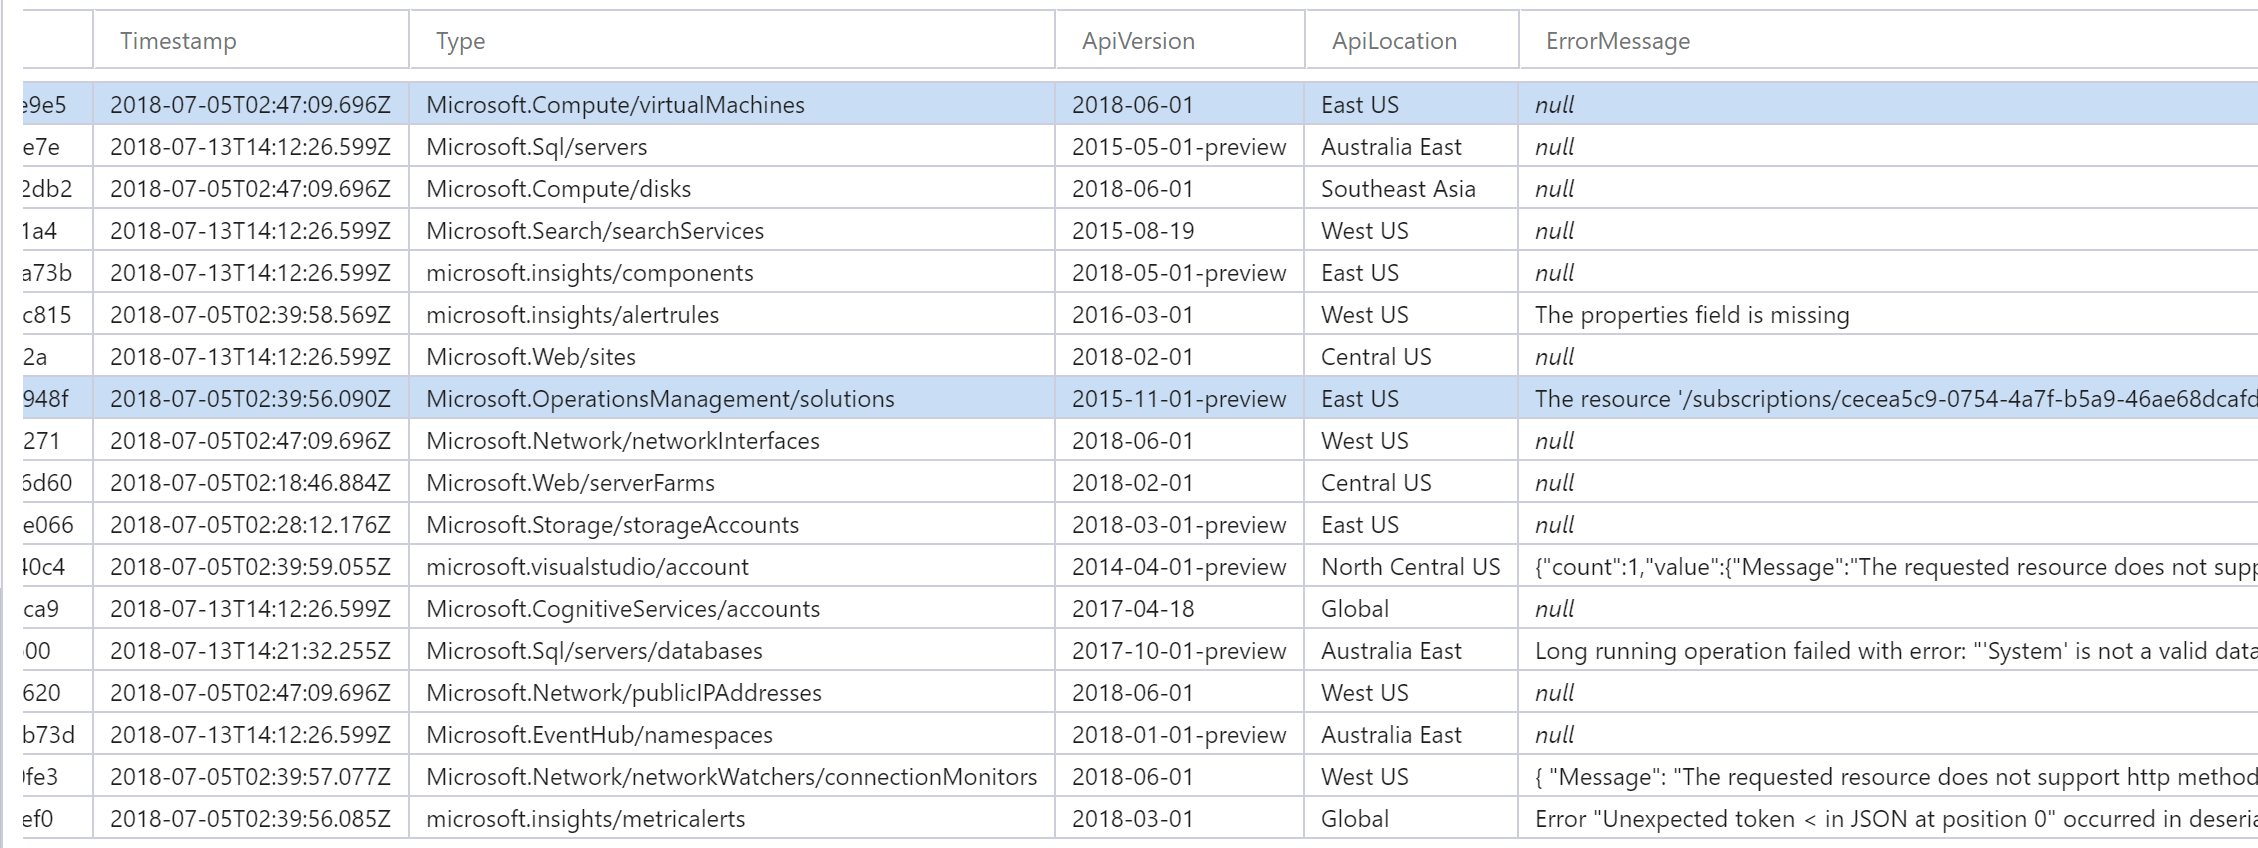 Timestamp Type ApiVersion ApiLocation ErrorMessage
e9e5 2018-07-05T02:47:09.696Z Microsoft.Compute/virtualMachines 2018-06-01 East US null
e7e 2018-07-13T14:12:26.599Z Microsoft.Sql/servers 2015-05-01-preview Australia East null
2db2 2018-07-05T02:47:09.696Z Microsoft.Compute/disks 2018-06-01 Southeast Asia null
1a4 2018-07-13T14:12:26.599Z Microsoft.Search/searchServices 2015-08-19 West US null
a73b 2018-07-13T14:12:26.599Z microsoft.insights/components 2018-05-01-preview East US null
c815 2018-07-05T02:39:58.569Z microsoft.insights/alertrules 2016-03-01 West US The properties field is missing
2a 2018-07-13T14:12:26.599Z Microsoft.Web/sites 2018-02-01 Central US null
948f 2018-07-05T02:39:56.090Z Microsoft.OperationsManagement/solutions 2015-11-01-preview East US The resource '/subscriptions/cecea5c9-0754-4a7f-b5a9-46ae68dcafd
271 2018-07-05T02:47:09.696Z Microsoft.Network/networkInterfaces 2018-06-01 West US null
6d60 2018-07-05T02:18:46.884Z Microsoft.Web/serverFarms 2018-02-01 Central US null
e066 2018-07-05T02:28:12.176Z Microsoft.Storage/storageAccounts 2018-03-01-preview East US null
40c4 2018-07-05T02:39:59.055Z microsoft.visualstudio/account 2014-04-01-preview North Central US {"count":1,"value":{"Message":"The requested resource does not supp
ca9 2018-07-13T14:12:26.599Z Microsoft.CognitiveServices/accounts 2017-04-18 Global null
00 2018-07-13T14:21:32.255Z Microsoft.Sql/servers/databases 2017-10-01-preview Australia East Long running operation failed with error: "'System' is not a valid data
620 2018-07-05T02:47:09.696Z Microsoft.Network/publicIPAddresses 2018-06-01 West US null
b73d 2018-07-13T14:12:26.599Z Microsoft.EventHub/namespaces 2018-01-01-preview Australia East null
fe3 2018-07-05T02:39:57.077Z Microsoft.Network/networkWatchers/connectionMonitors 2018-06-01 West US { "Message": "The requested resource does not support http method
ef0 2018-07-05T02:39:56.085Z microsoft.insights/metricalerts 2018-03-01 Global Error "Unexpected token < in JSON at position 0" occurred in deseria